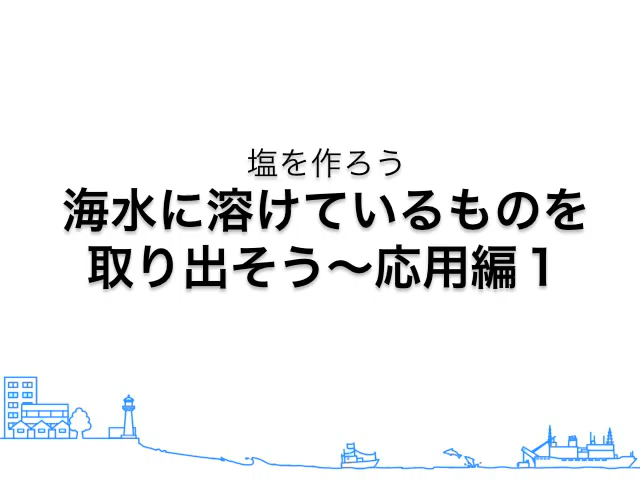 塩を作ろう
海水に溶けているものを
取り出そう〜応用編１